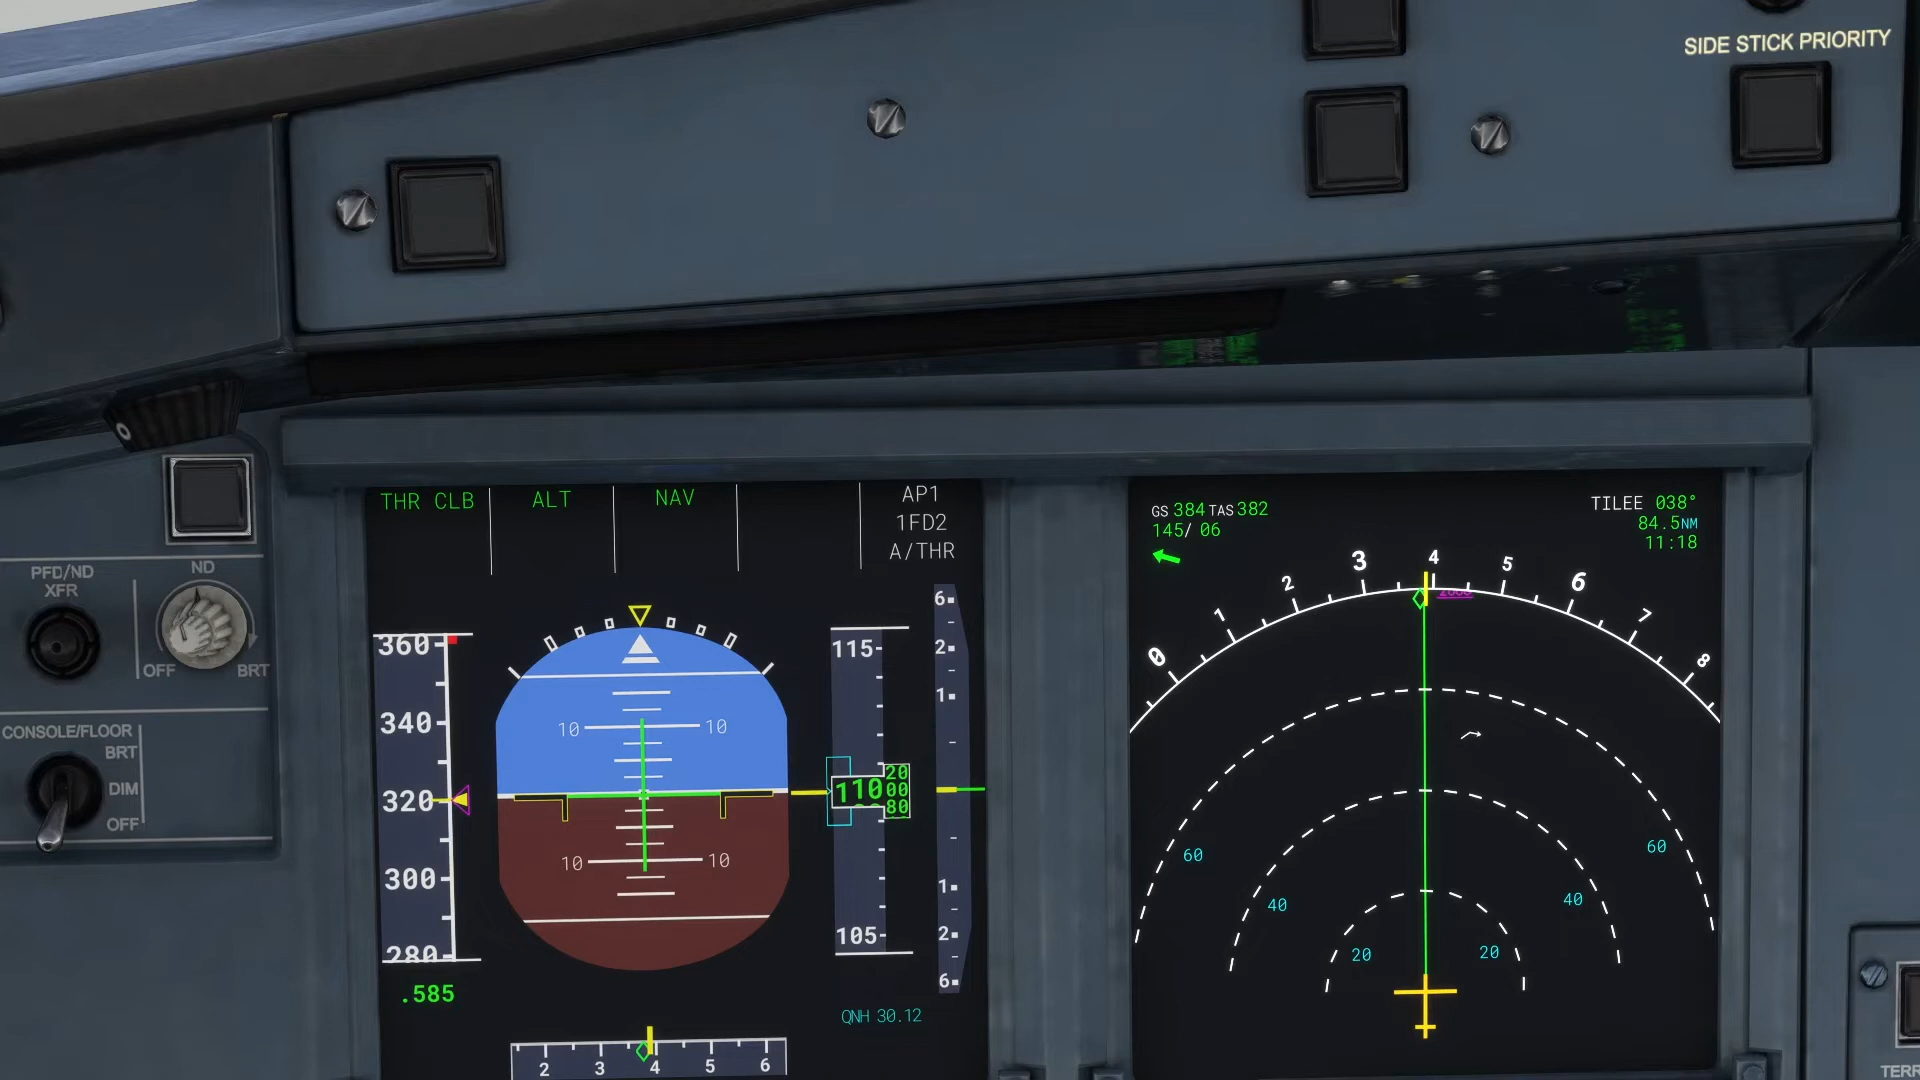 SIDE STICK PRIORITY
PFD/ND
XFR
ND
OFF
BRT
CONSOLE/FLOOR
BRT
DIM
OFF
THR CLB
ALT
NAV
AP1
1FD2
A/THR
360
340
320
300
280
.585
10 10
10 10
115
110
20
00
80
105
6
2
1
1
2
6
QNH 30.12
2 3 4 5 6
GS 384 TAS 382
145/ 06
TILEE 038°
84.5NM
11:18
0 1 2 3 4 5 6 7 8
60 60
40 40
20 20
TERR